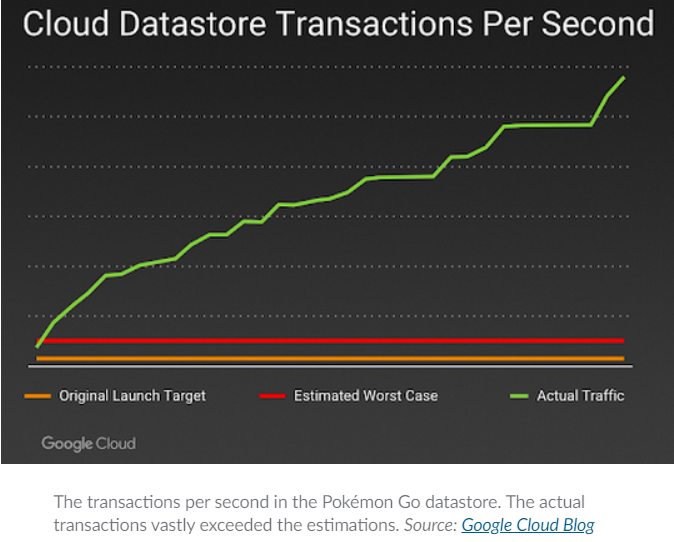 Cloud Datastore Transactions Per Second
Original Launch Target
Estimated Worst Case
Actual Traffic
Google Cloud
The transactions per second in the Pokémon Go datastore. The actual
transactions vastly exceeded the estimations. Source: Google Cloud Blog